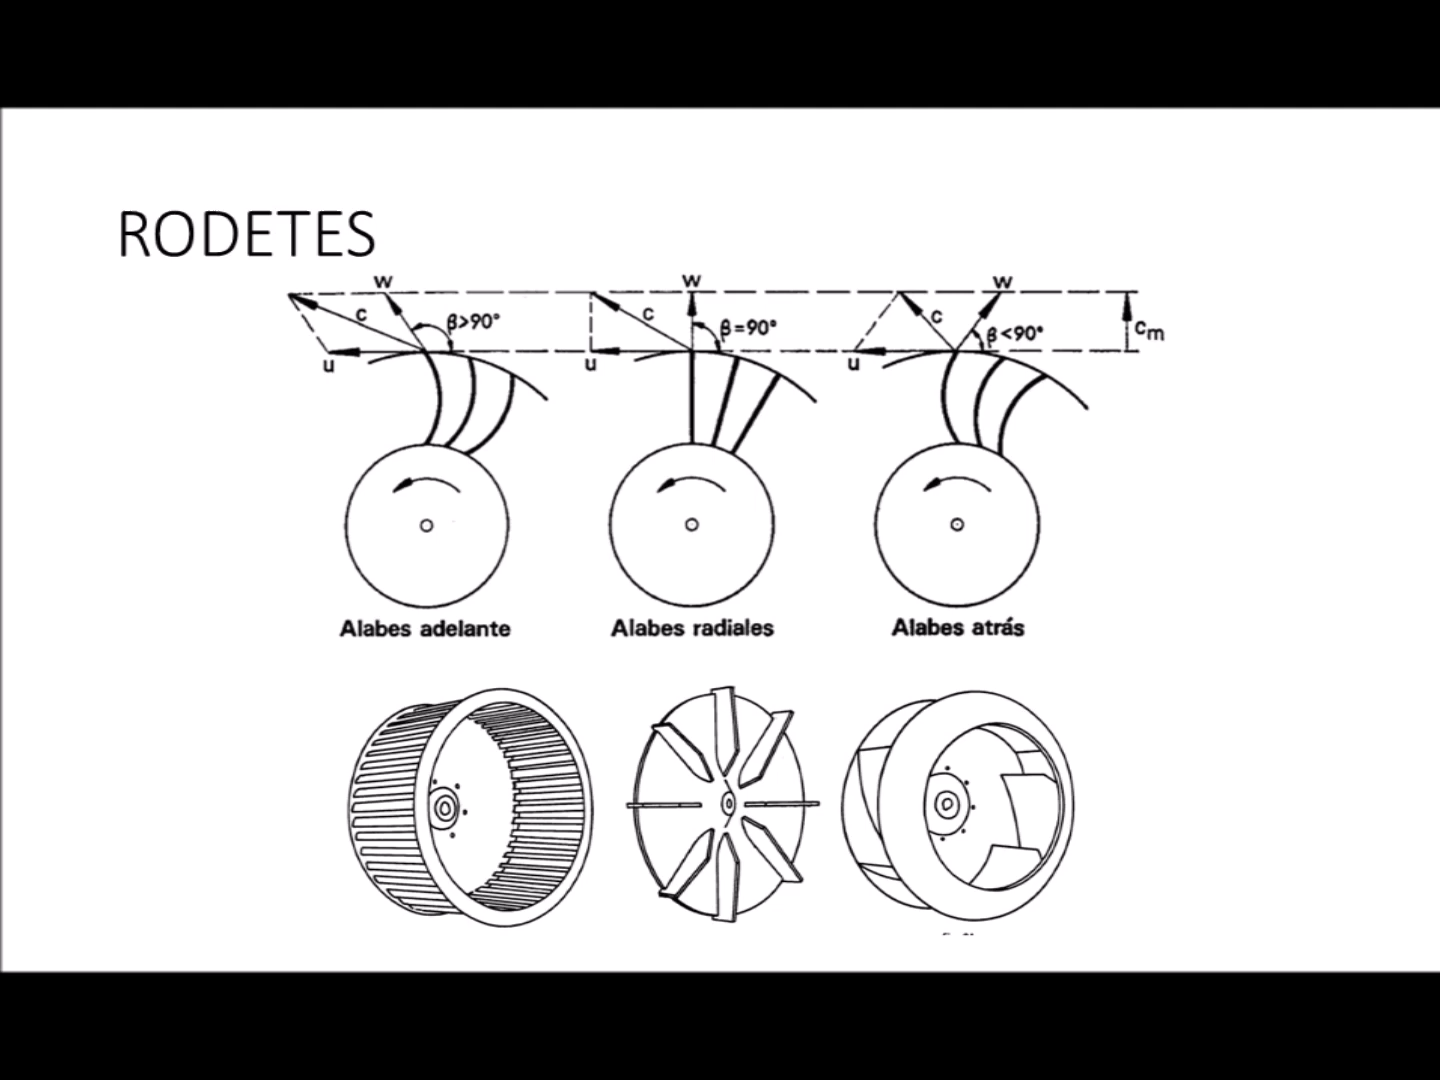 RODETES
w
c
β>90°
u
w
c
β=90°
u
w
c
β<90°
u
cm
Alabes adelante
Alabes radiales
Alabes atrás